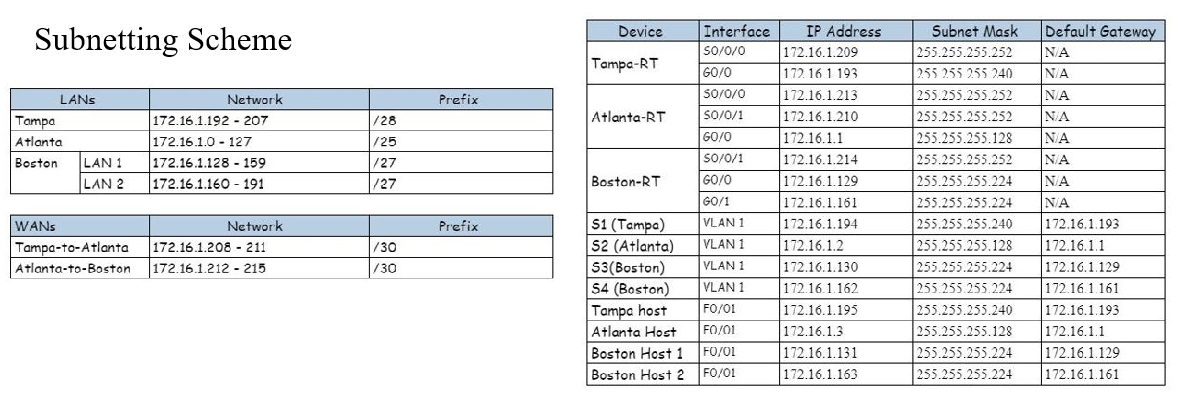 Subnetting Scheme
LANs Network Prefix
Tampa 172.16.1.192 - 207 /28
Atlanta 172.16.1.0 - 127 /25
Boston LAN 1 172.16.1.128 - 159 /27
LAN 2 172.16.1.160 - 191 /27
WANs Network Prefix
Tampa-to-Atlanta 172.16.1.208 - 211 /30
Atlanta-to-Boston 172.16.1.212 - 215 /30
Device Interface IP Address Subnet Mask Default Gateway
Tampa-RT S0/0/0 172.16.1.209 255.255.255.252 N/A
G0/0 172.16.1.193 255.255.255.240 N/A
Atlanta-RT S0/0/0 172.16.1.213 255.255.255.252 N/A
S0/0/1 172.16.1.210 255.255.255.252 N/A
G0/0 172.16.1.1 255.255.255.128 N/A
Boston-RT S0/0/1 172.16.1.214 255.255.255.252 N/A
G0/0 172.16.1.129 255.255.255.224 N/A
G0/1 172.16.1.161 255.255.255.224 N/A
S1 (Tampa) VLAN 1 172.16.1.194 255.255.255.240 172.16.1.193
S2 (Atlanta) VLAN 1 172.16.1.2 255.255.255.128 172.16.1.1
S3(Boston) VLAN 1 172.16.1.130 255.255.255.224 172.16.1.129
S4 (Boston) VLAN 1 172.16.1.162 255.255.255.224 172.16.1.161
Tampa host F0/01 172.16.1.195 255.255.255.240 172.16.1.193
Atlanta Host F0/01 172.16.1.3 255.255.255.128 172.16.1.1
Boston Host 1 F0/01 172.16.1.131 255.255.255.224 172.16.1.129
Boston Host 2 F0/01 172.16.1.163 255.255.255.224 172.16.1.161